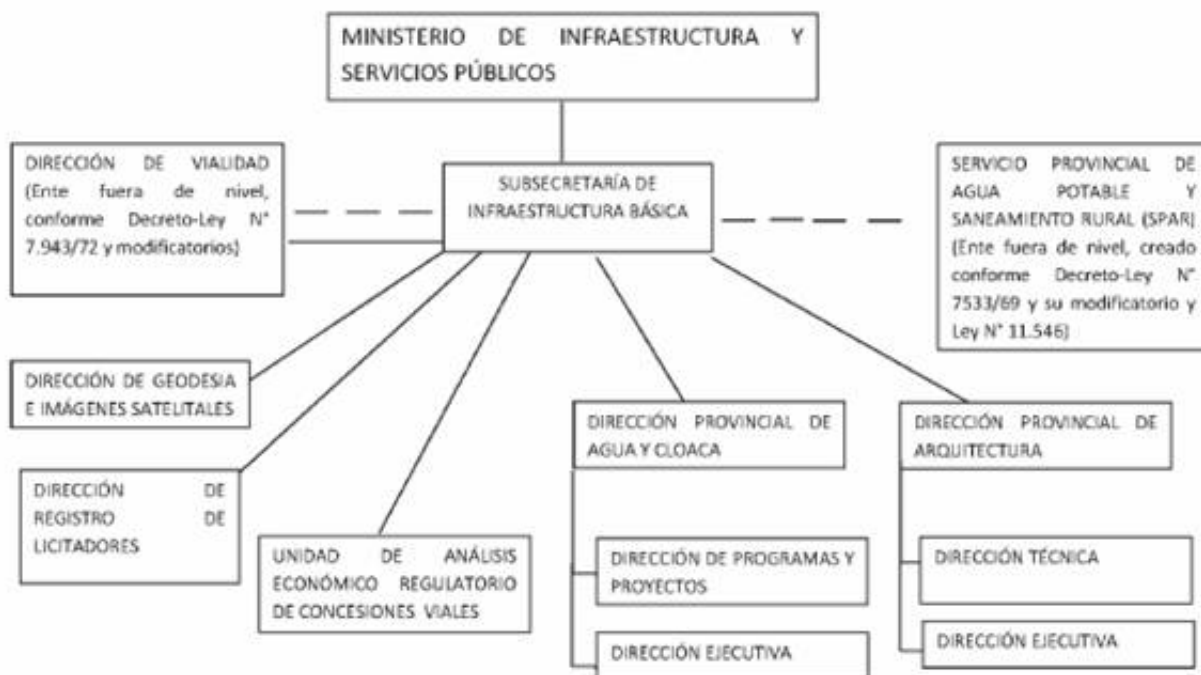 MINISTERIO DE INFRAESTRUCTURA Y
SERVICIOS PÚBLICOS
DIRECCIÓN DE VIALIDAD
(Ente fuera de nivel,
conforme Decreto-Ley N°
7.943/72 y modificatorios)
SUBSECRETARÍA DE
INFRAESTRUCTURA BÁSICA
SERVICIO PROVINCIAL DE
AGUA POTABLE Y
SANEAMIENTO RURAL (SPAR)
(Ente fuera de nivel, creado
conforme Decreto-Ley N°
7533/69 y su modificatorio y
Ley N° 11.546)
DIRECCIÓN DE GEODESIA
E IMÁGENES SATELITALES
DIRECCIÓN PROVINCIAL DE
AGUA Y CLOACA
DIRECCIÓN PROVINCIAL DE
ARQUITECTURA
DIRECCIÓN DE
REGISTRO DE
LICITADORES
UNIDAD DE ANÁLISIS
ECONÓMICO REGULATORIO
DE CONCESIONES VIALES
DIRECCIÓN DE PROGRAMAS Y
PROYECTOS
DIRECCIÓN TÉCNICA
DIRECCIÓN EJECUTIVA
DIRECCIÓN EJECUTIVA